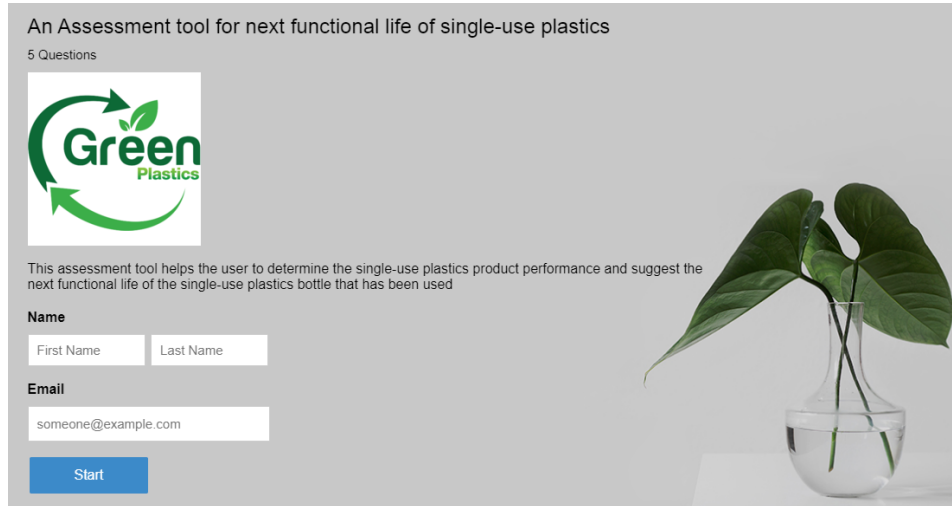 An Assessment tool for next functional life of single-use plastics
5 Questions
Green
Plastics
This assessment tool helps the user to determine the single-use plastics product performance and suggest the
next functional life of the single-use plastics bottle that has been used
Name
First Name Last Name
Email
someone@example.com
Start